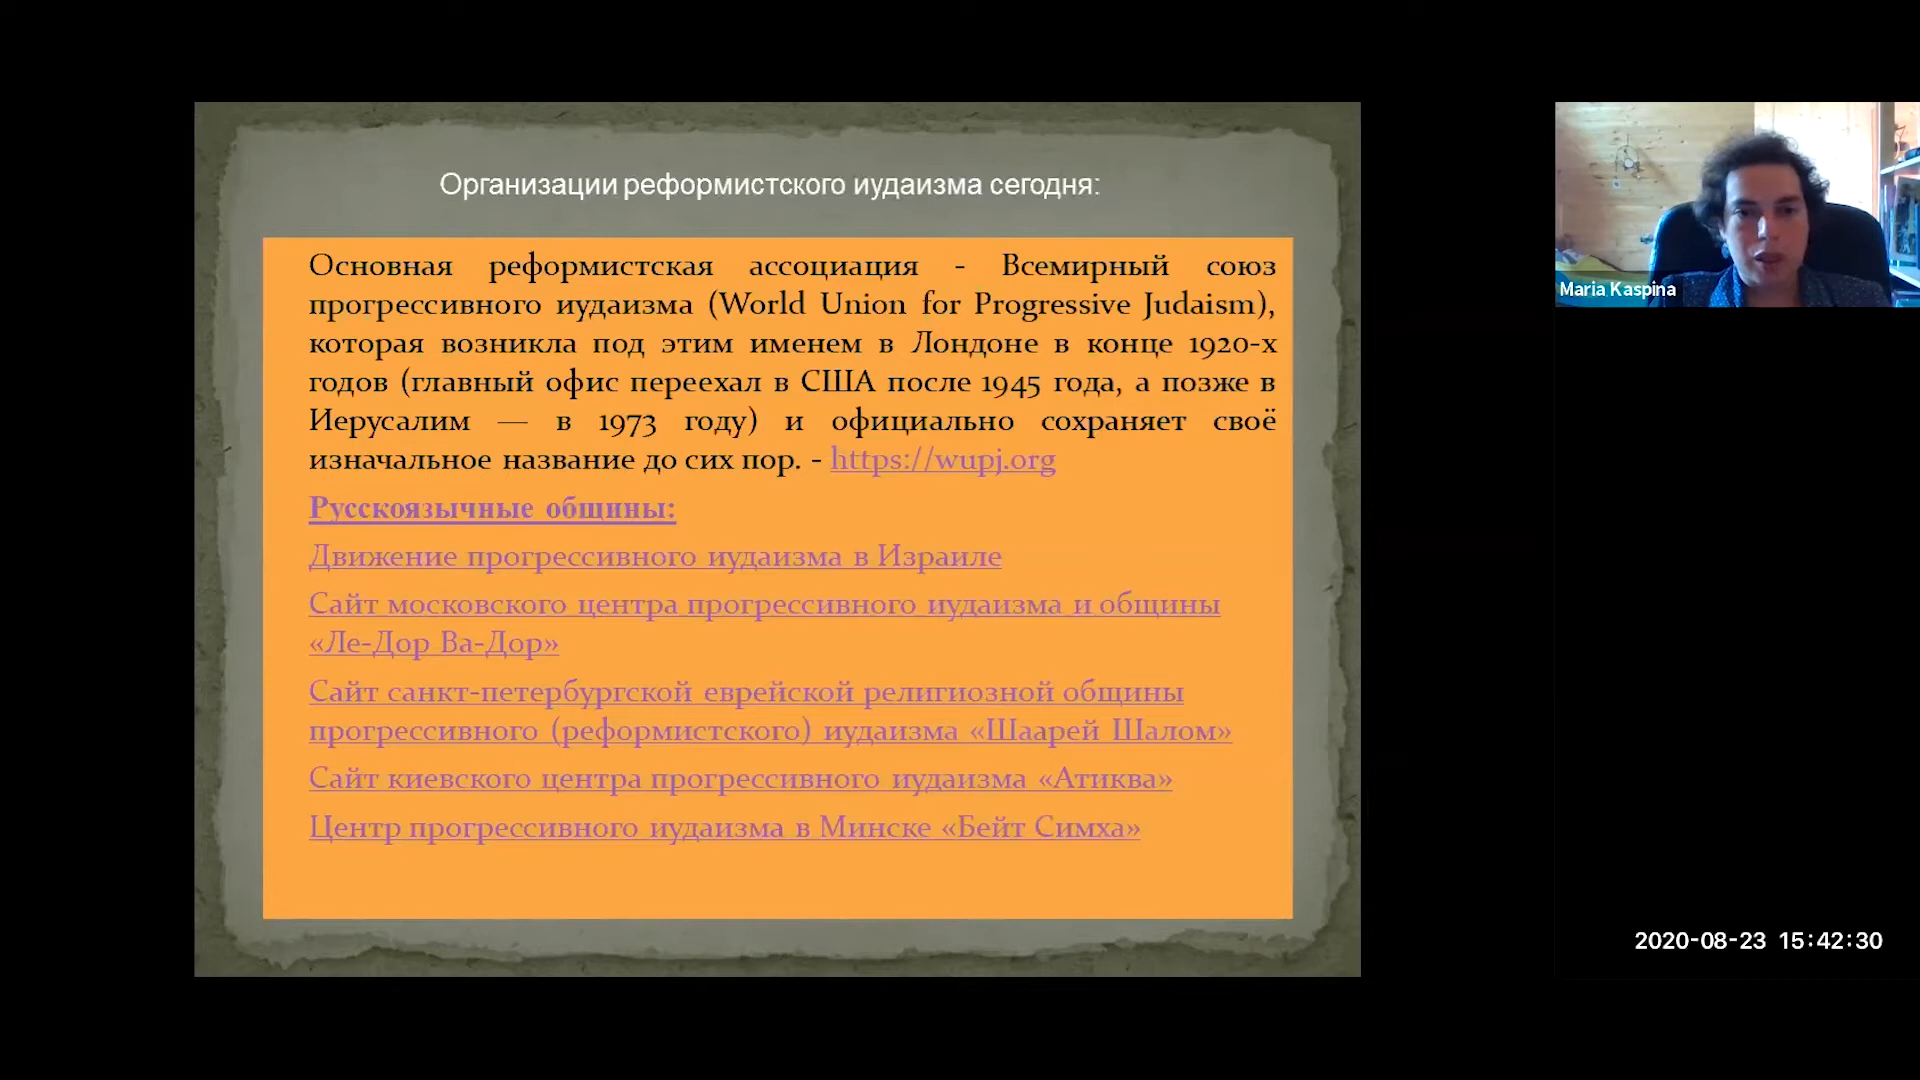 Организации реформистского иудаизма сегодня:
Основная реформистская ассоциация - Всемирный союз
прогрессивного иудаизма (World Union for Progressive Judaism),
которая возникла под этим именем в Лондоне в конце 1920-х
годов (главный офис переехал в США после 1945 года, а позже в
Иерусалим — в 1973 году) и официально сохраняет своё
изначальное название до сих пор. - https://wupj.org
Русскоязычные общины:
Движение прогрессивного иудаизма в Израиле
Сайт московского центра прогрессивного иудаизма и общины
«Ле-Дор Ва-Дор»
Сайт санкт-петербургской еврейской религиозной общины
прогрессивного (реформистского) иудаизма «Шаарей Шалом»
Сайт киевского центра прогрессивного иудаизма «Атиква»
Центр прогрессивного иудаизма в Минске «Бейт Симха»
Maria Kaspina
2020-08-23 15:42:30